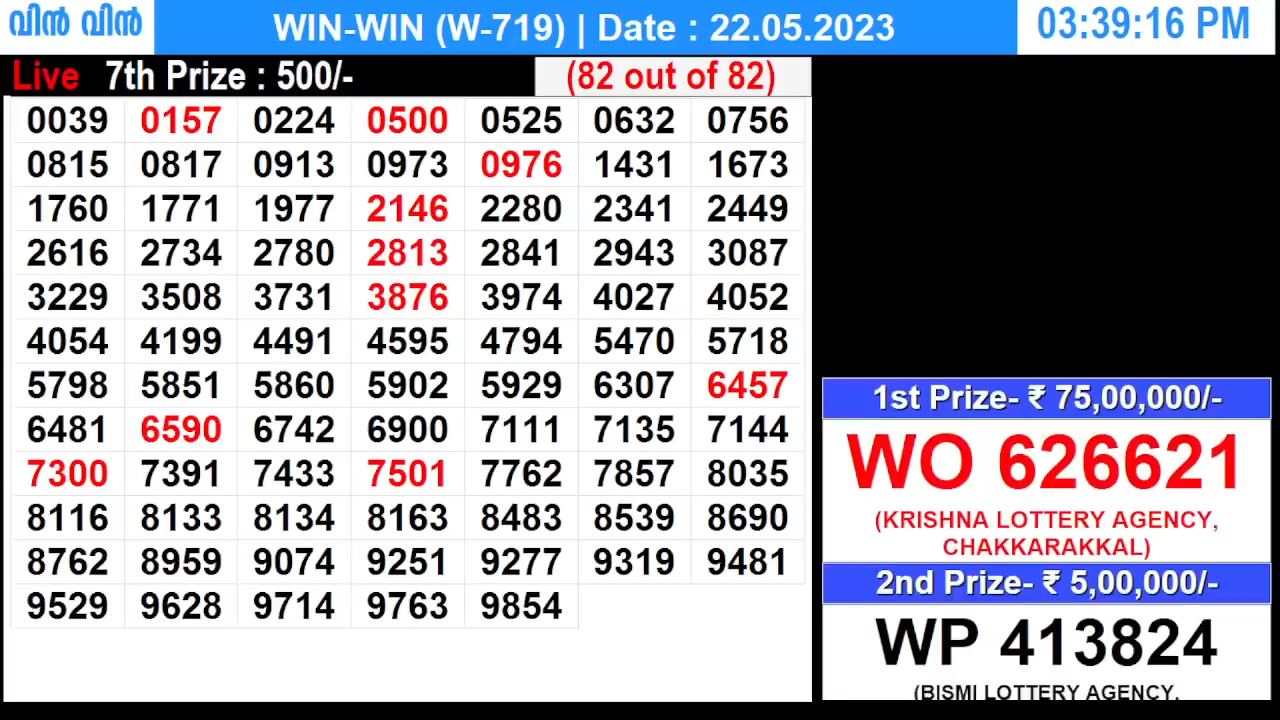 വിൻ വിൻ WIN-WIN (W-719) | Date : 22.05.2023 03:39:16 PM
Live 7th Prize : 500/- (82 out of 82)
0039 0157 0224 0500 0525 0632 0756
0815 0817 0913 0973 0976 1431 1673
1760 1771 1977 2146 2280 2341 2449
2616 2734 2780 2813 2841 2943 3087
3229 3508 3731 3876 3974 4027 4052
4054 4199 4491 4595 4794 5470 5718
5798 5851 5860 5902 5929 6307 6457
6481 6590 6742 6900 7111 7135 7144
7300 7391 7433 7501 7762 7857 8035
8116 8133 8134 8163 8483 8539 8690
8762 8959 9074 9251 9277 9319 9481
9529 9628 9714 9763 9854
1st Prize- ₹ 75,00,000/-
WO 626621
(KRISHNA LOTTERY AGENCY,
CHAKKARAKKAL)
2nd Prize- ₹ 5,00,000/-
WP 413824
(BISMI LOTTERY AGENCY,